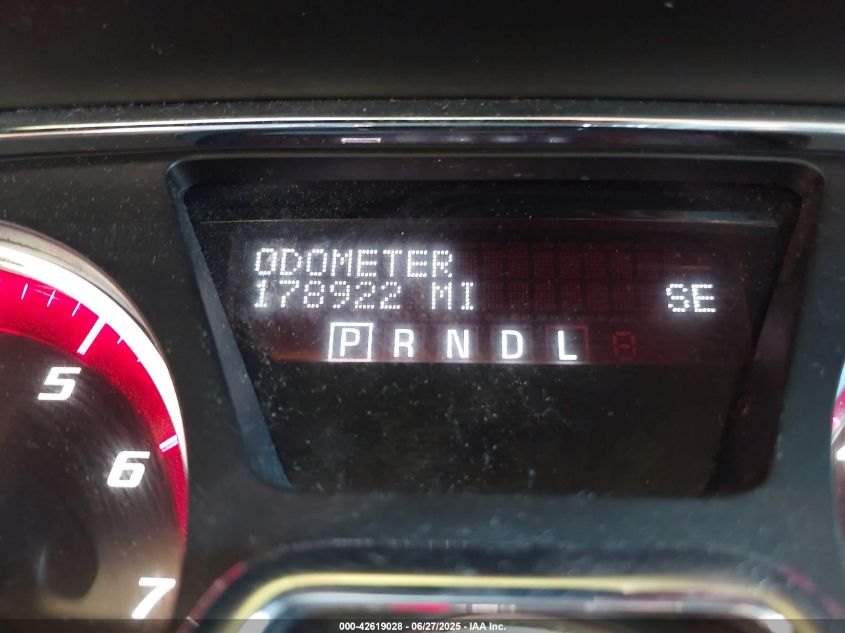 ODOMETER
178922 MI SE
P R N D L
5
6
7
000-42619028 - 06/27/2025 - IAA Inc.